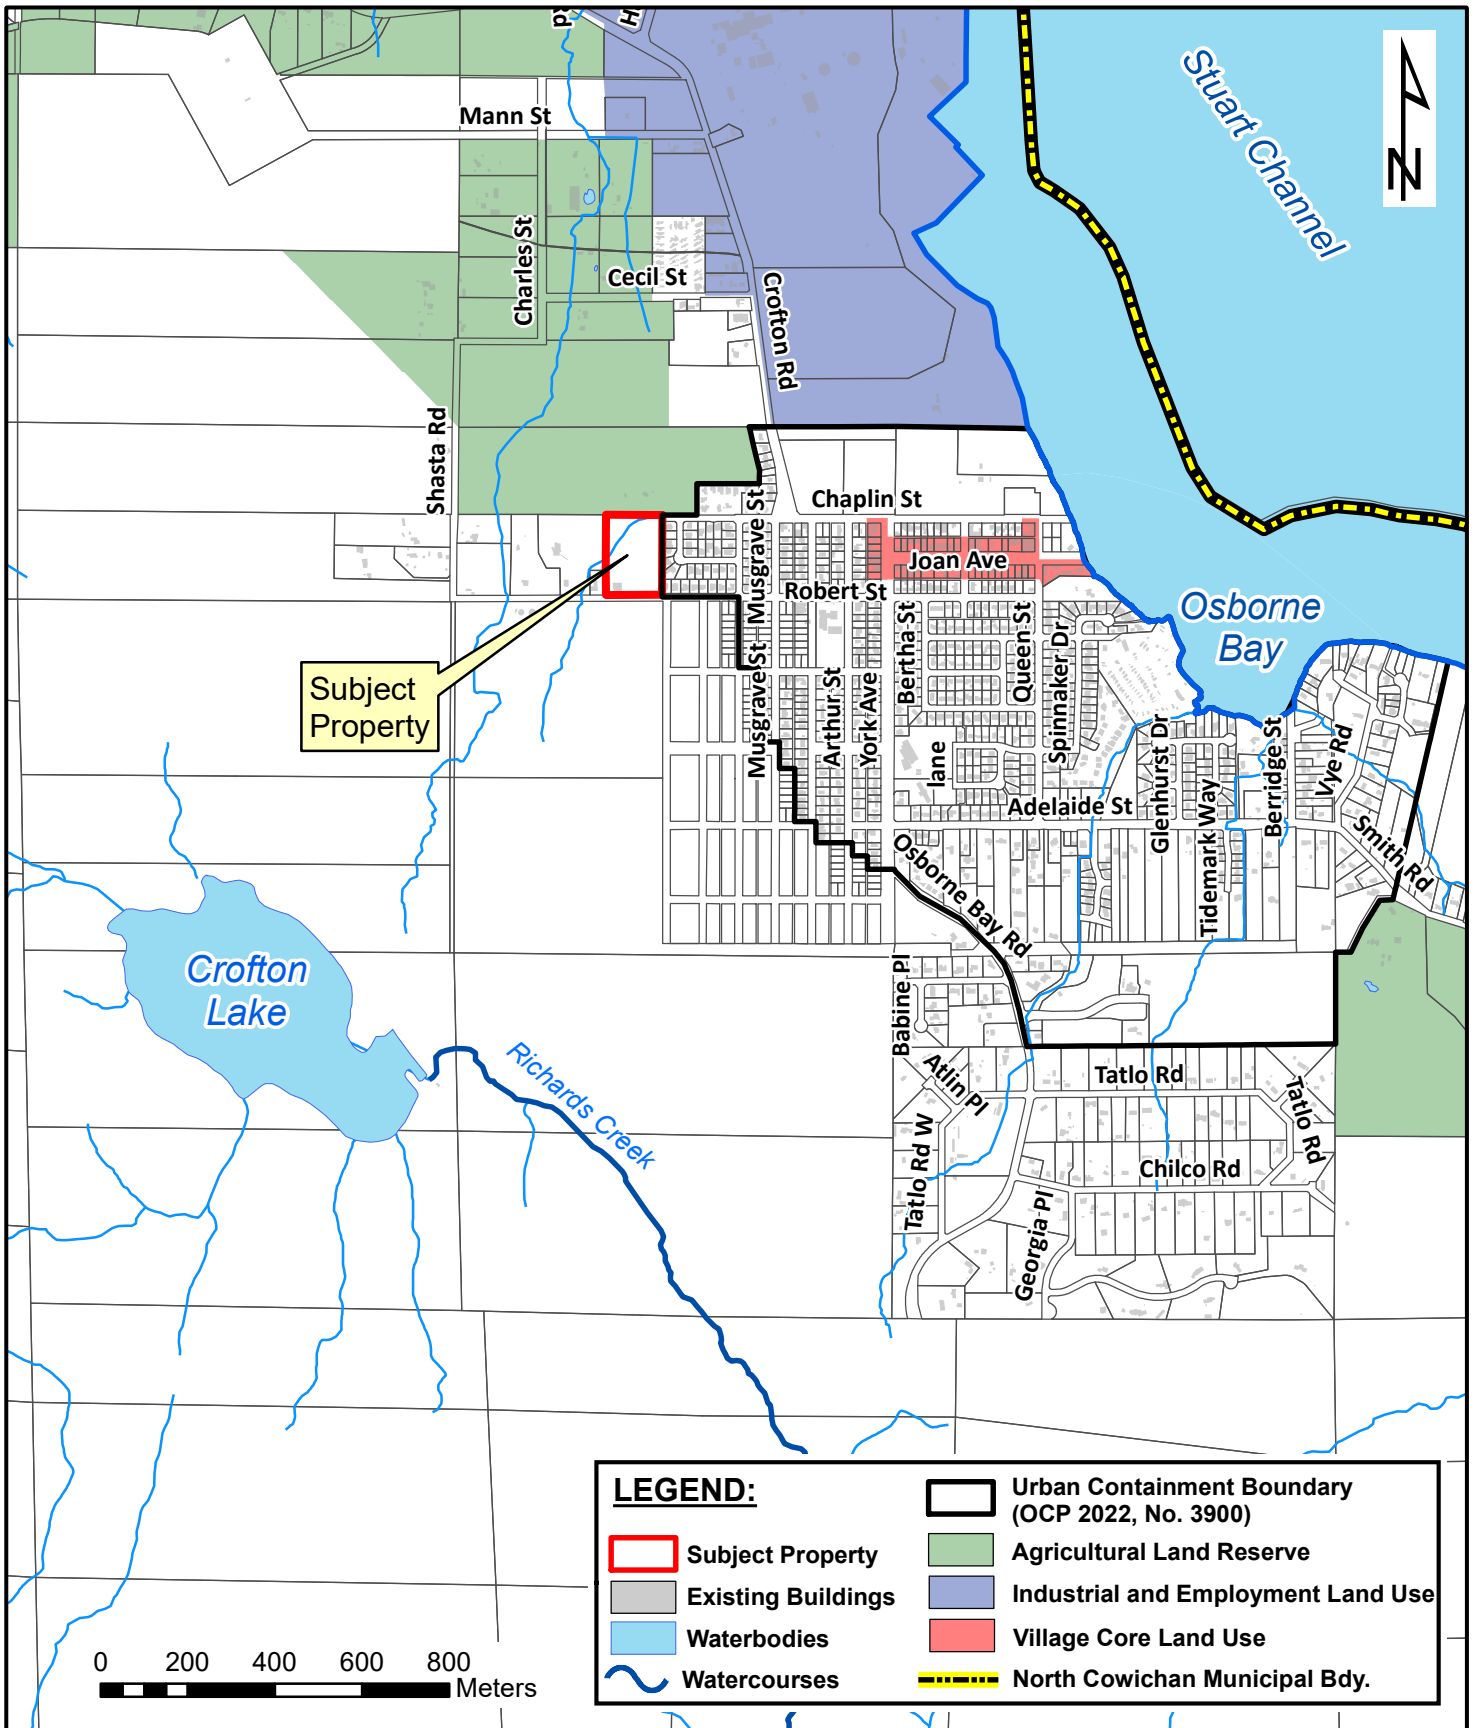 Rd
Mann St
Stuart Channel
N
Charles St
Cecil St
Crofton Rd
Shasta Rd
Chaplin St
Musgrave St
Joan Ave
Robert St
Osborne
Bay
Subject
Property
Musgrave St
Arthur St
York Ave
Bertha St
Queen St
Spinnaker Dr
lane
Adelaide St
Glenhurst Dr
Tidemark Way
Berridge St
Vye Rd
Smith Rd
Osborne Bay Rd
Crofton
Lake
Richards Creek
Babine Pl
Atlin Pl
Tatlo Rd
Tatlo Rd
Tatlo Rd W
Chilco Rd
Georgia Pl
LEGEND:
Subject Property
Existing Buildings
Waterbodies
Watercourses
Urban Containment Boundary
(OCP 2022, No. 3900)
Agricultural Land Reserve
Industrial and Employment Land Use
Village Core Land Use
North Cowichan Municipal Bdy.
0 200 400 600 800
Meters